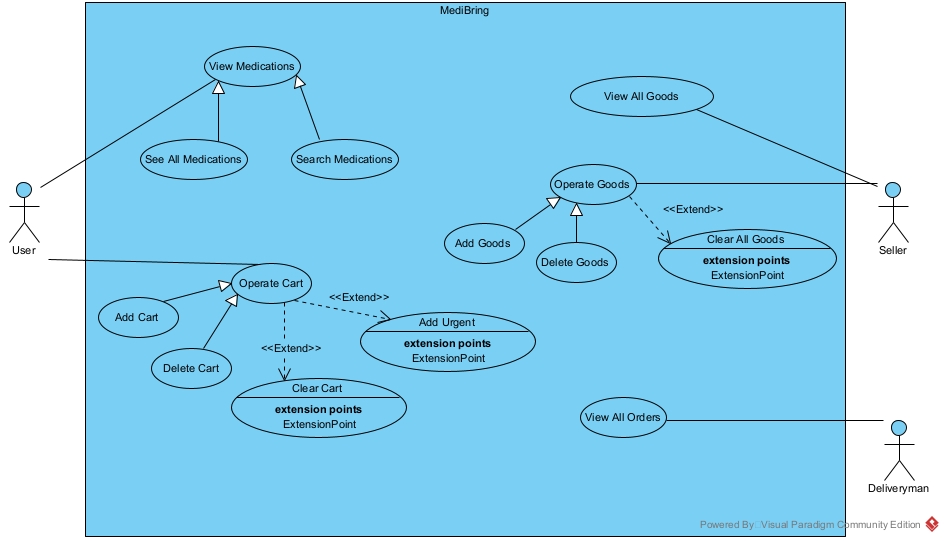 MediBring
View Medications
View All Goods
See All Medications
Search Medications
Operate Goods
<<Extend>>
User
Add Goods
Clear All Goods
extension points
ExtensionPoint
Seller
Delete Goods
Operate Cart
<<Extend>>
Add Cart
Add Urgent
extension points
ExtensionPoint
<<Extend>>
Delete Cart
Clear Cart
extension points
ExtensionPoint
View All Orders
Deliveryman
Powered By: Visual Paradigm Community Edition